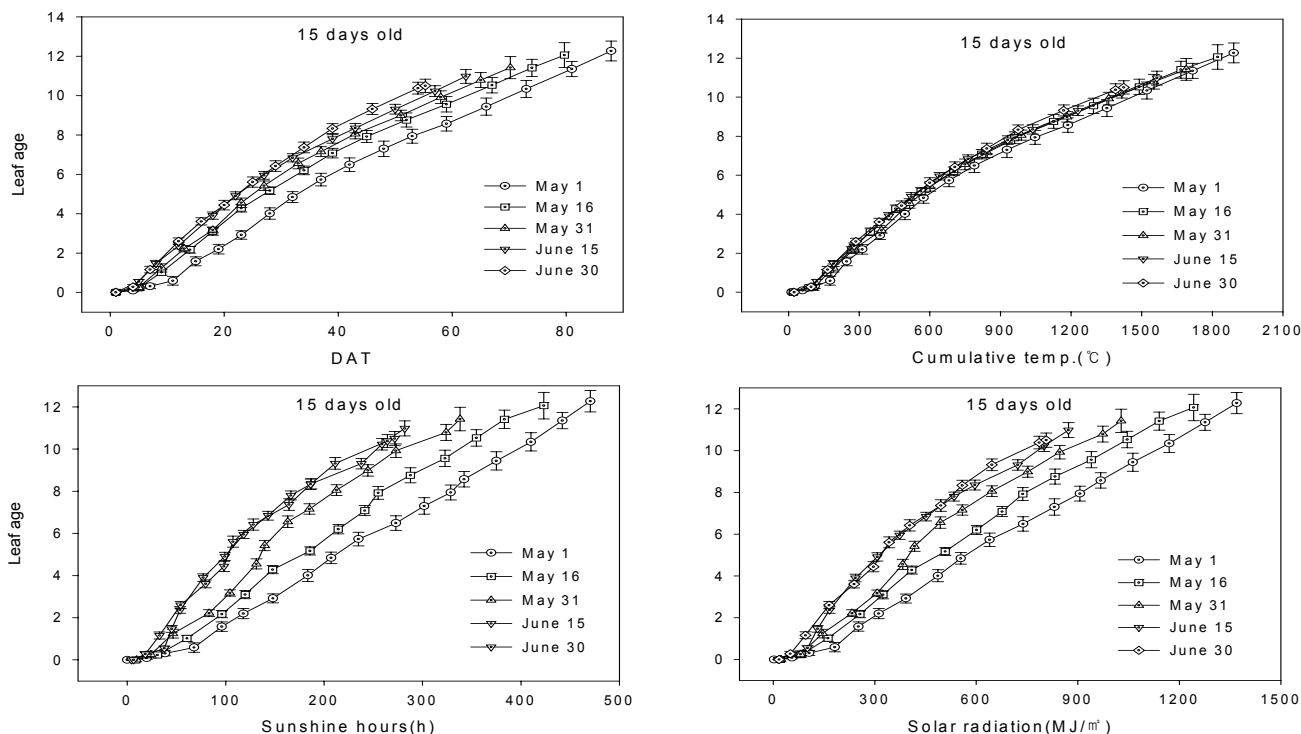 15 days old
14
12
10
8
6
4
2
0
Leaf age
May 1
May 16
May 31
June 15
June 30
0 20 40 60 80
DAT
15 days old
14
12
10
8
6
4
2
0
May 1
May 16
May 31
June 15
June 30
0 300 600 900 1200 1500 1800 2100
Cumulative temp.(℃)
15 days old
12
10
8
6
4
2
0
Leaf age
May 1
May 16
May 31
June 15
June 30
0 100 200 300 400 500
Sunshine hours(h)
15 days old
12
10
8
6
4
2
0
May 1
May 16
May 31
June 15
June 30
0 300 600 900 1200 1500
Solar radiation(MJ/㎡)